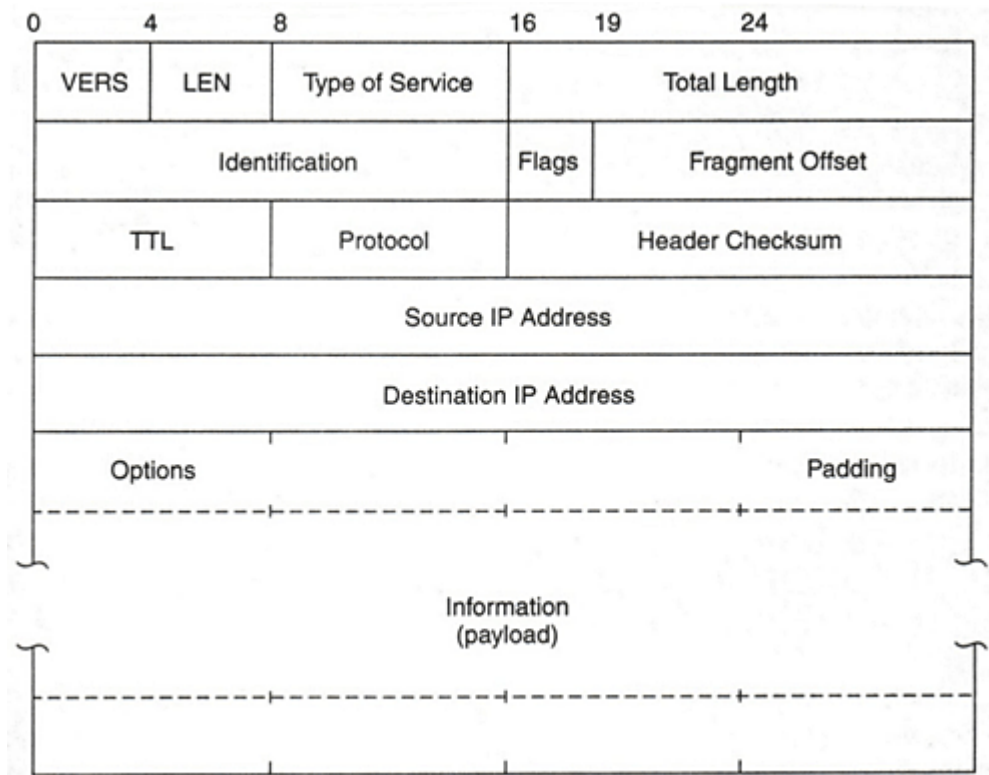 0 4 8 16 19 24
VERS LEN Type of Service Total Length
Identification Flags Fragment Offset
TTL Protocol Header Checksum
Source IP Address
Destination IP Address
Options Padding
Information
(payload)